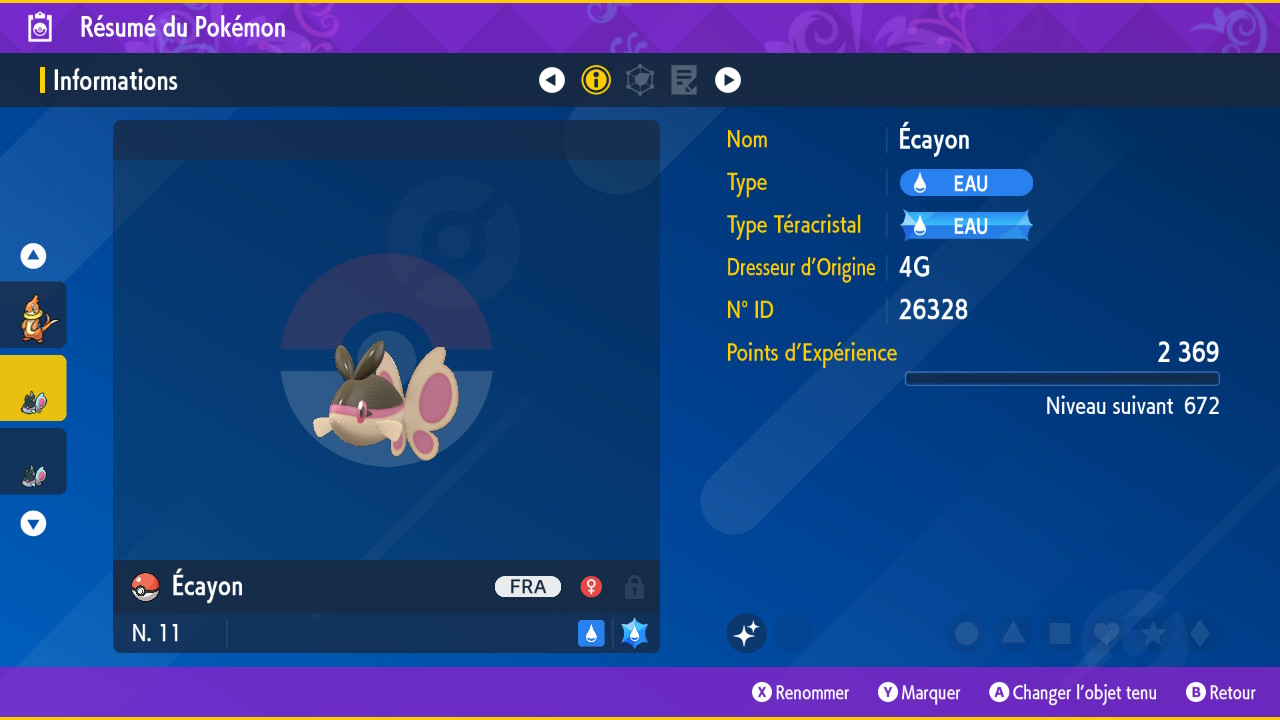 Résumé du Pokémon
Informations
Nom Écayon
Type EAU
Type Téracristal EAU
Dresseur d'Origine 4G
N° ID 26328
Points d'Expérience 2 369
Niveau suivant 672
Écayon FRA
N. 11
X Renommer Y Marquer A Changer l'objet tenu B Retour